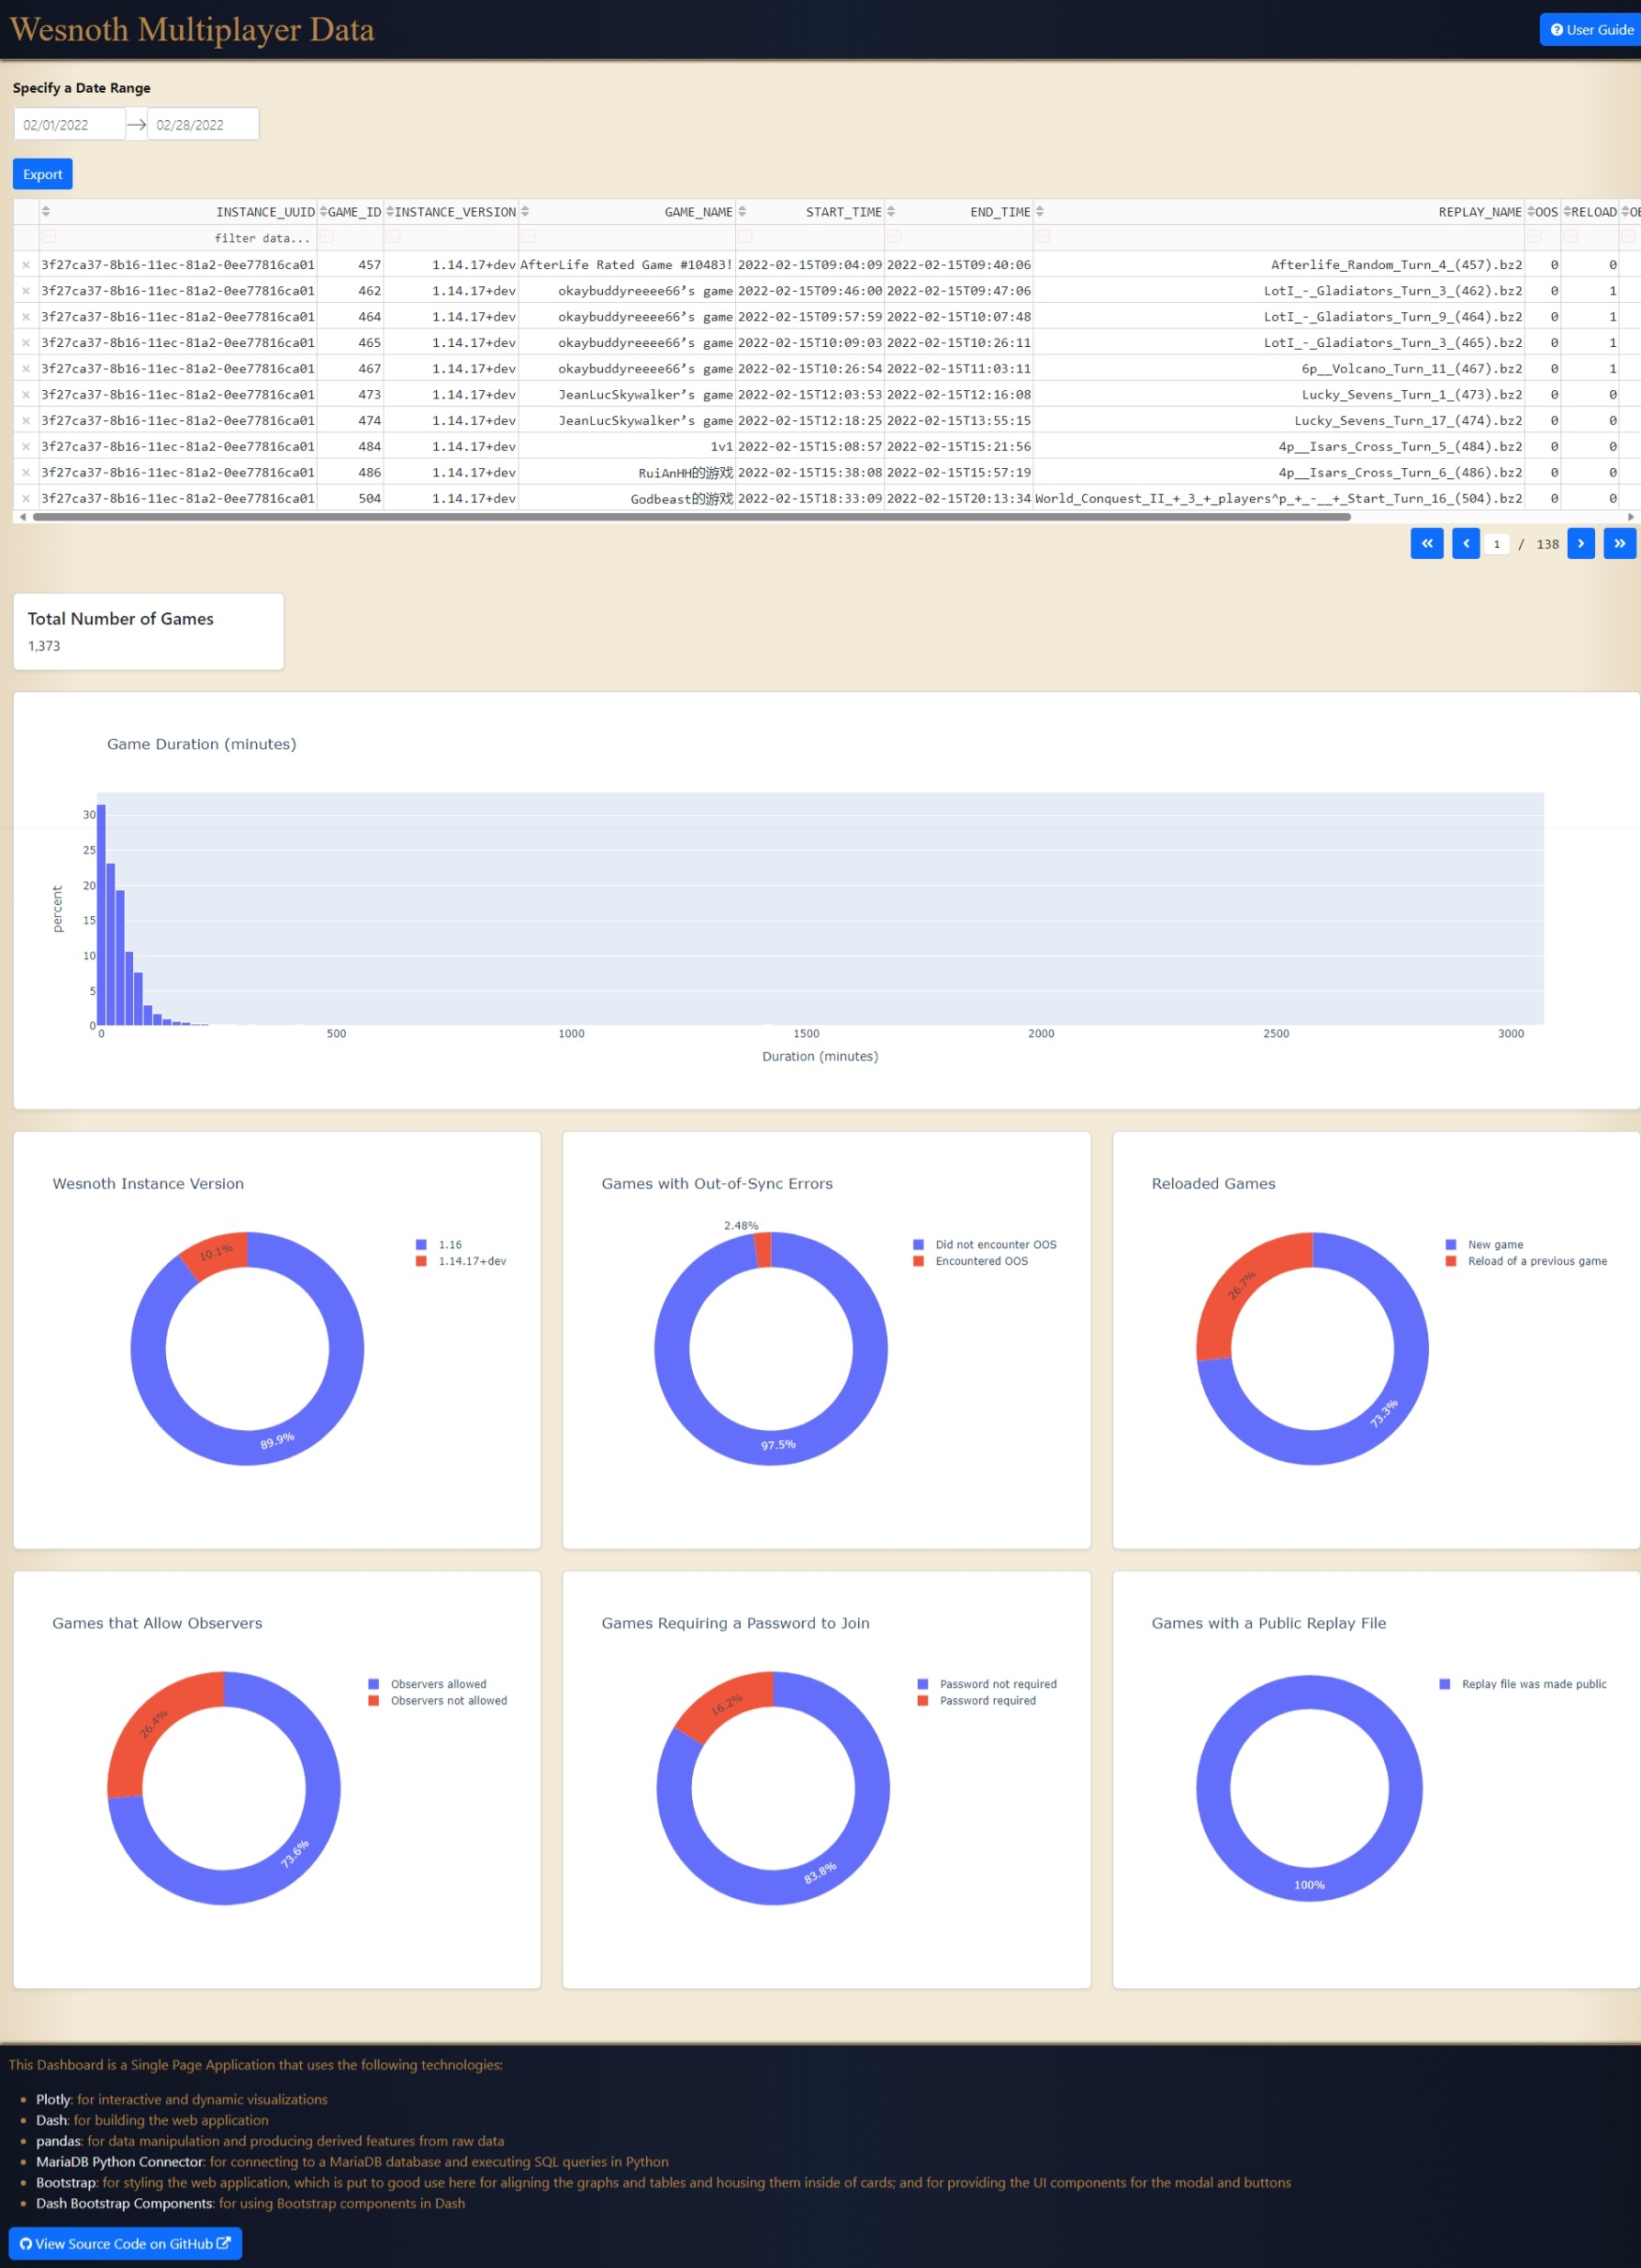 Wesnoth Multiplayer Data
User Guide
Specify a Date Range
02/01/2022 → 02/28/2022
Export
INSTANCE_UUID GAME_ID INSTANCE_VERSION GAME_NAME START_TIME END_TIME REPLAY_NAME OOS RELOAD
filter data...
3f27ca37-8b16-11ec-81a2-0ee77816ca01 457 1.14.17+dev AfterLife Rated Game #10483! 2022-02-15T09:04:09 2022-02-15T09:40:06 Afterlife_Random_Turn_4_(457).bz2 0 0
3f27ca37-8b16-11ec-81a2-0ee77816ca01 462 1.14.17+dev okaybuddyreeee66’s game 2022-02-15T09:46:00 2022-02-15T09:47:06 LotI_-_Gladiators_Turn_3_(462).bz2 0 1
3f27ca37-8b16-11ec-81a2-0ee77816ca01 464 1.14.17+dev okaybuddyreeee66’s game 2022-02-15T09:57:59 2022-02-15T10:07:48 LotI_-_Gladiators_Turn_9_(464).bz2 0 1
3f27ca37-8b16-11ec-81a2-0ee77816ca01 465 1.14.17+dev okaybuddyreeee66’s game 2022-02-15T10:09:03 2022-02-15T10:26:11 LotI_-_Gladiators_Turn_3_(465).bz2 0 1
3f27ca37-8b16-11ec-81a2-0ee77816ca01 467 1.14.17+dev okaybuddyreeee66’s game 2022-02-15T10:26:54 2022-02-15T11:03:11 6p__Volcano_Turn_11_(467).bz2 0 1
3f27ca37-8b16-11ec-81a2-0ee77816ca01 473 1.14.17+dev JeanLucSkywalker’s game 2022-02-15T12:03:53 2022-02-15T12:16:08 Lucky_Sevens_Turn_1_(473).bz2 0 0
3f27ca37-8b16-11ec-81a2-0ee77816ca01 474 1.14.17+dev JeanLucSkywalker’s game 2022-02-15T12:18:25 2022-02-15T13:55:15 Lucky_Sevens_Turn_17_(474).bz2 0 0
3f27ca37-8b16-11ec-81a2-0ee77816ca01 484 1.14.17+dev 1v1 2022-02-15T15:08:57 2022-02-15T15:21:56 4p__Isars_Cross_Turn_5_(484).bz2 0 0
3f27ca37-8b16-11ec-81a2-0ee77816ca01 486 1.14.17+dev RuiAnHH的游戏 2022-02-15T15:38:08 2022-02-15T15:57:19 4p__Isars_Cross_Turn_6_(486).bz2 0 0
3f27ca37-8b16-11ec-81a2-0ee77816ca01 504 1.14.17+dev Godbeast的游戏 2022-02-15T18:33:09 2022-02-15T20:13:34 World_Conquest_II_+_3_+_players^p_+_-__+_Start_Turn_16_(504).bz2 0 0
1 / 138
Total Number of Games
1,373
Game Duration (minutes)
percent
30
25
20
15
10
5
0
0 500 1000 1500 2000 2500 3000
Duration (minutes)
Wesnoth Instance Version
1.16
1.14.17+dev
10.1%
89.9%
Games with Out-of-Sync Errors
2.48%
Did not encounter OOS
Encountered OOS
97.5%
Reloaded Games
New game
Reload of a previous game
26.7%
73.3%
Games that Allow Observers
Observers allowed
Observers not allowed
26.4%
73.6%
Games Requiring a Password to Join
Password not required
Password required
16.2%
83.8%
Games with a Public Replay File
Replay file was made public
100%
This Dashboard is a Single Page Application that uses the following technologies:
• Plotly: for interactive and dynamic visualizations
• Dash: for building the web application
• pandas: for data manipulation and producing derived features from raw data
• MariaDB Python Connector: for connecting to a MariaDB database and executing SQL queries in Python
• Bootstrap: for styling the web application, which is put to good use here for aligning the graphs and tables and housing them inside of cards; and for providing the UI components for the modal and buttons
• Dash Bootstrap Components: for using Bootstrap components in Dash
View Source Code on GitHub